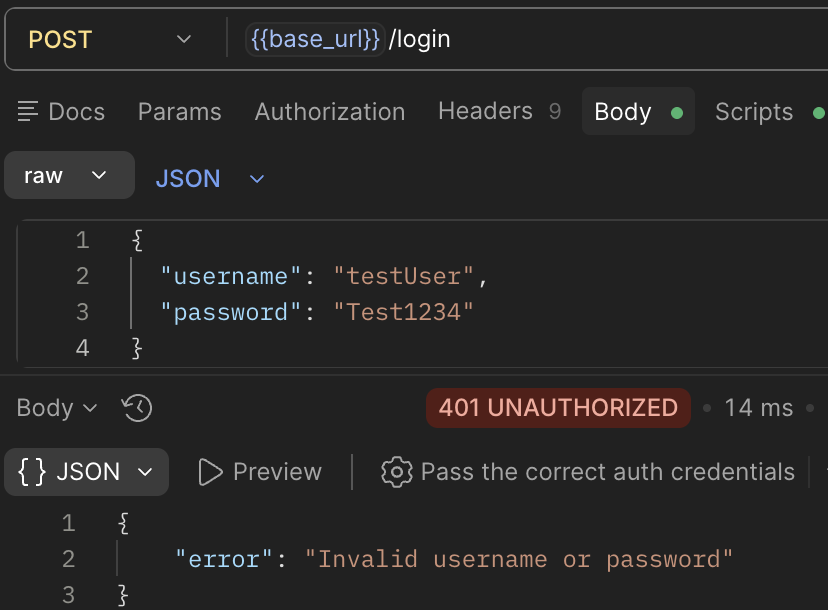 POST {{base_url}} /login
Docs Params Authorization Headers 9 Body Scripts
raw JSON
1 {
2 "username": "testUser",
3 "password": "Test1234"
4 }
Body 401 UNAUTHORIZED • 14 ms •
{} JSON Preview Pass the correct auth credentials
1 {
2 "error": "Invalid username or password"
3 }